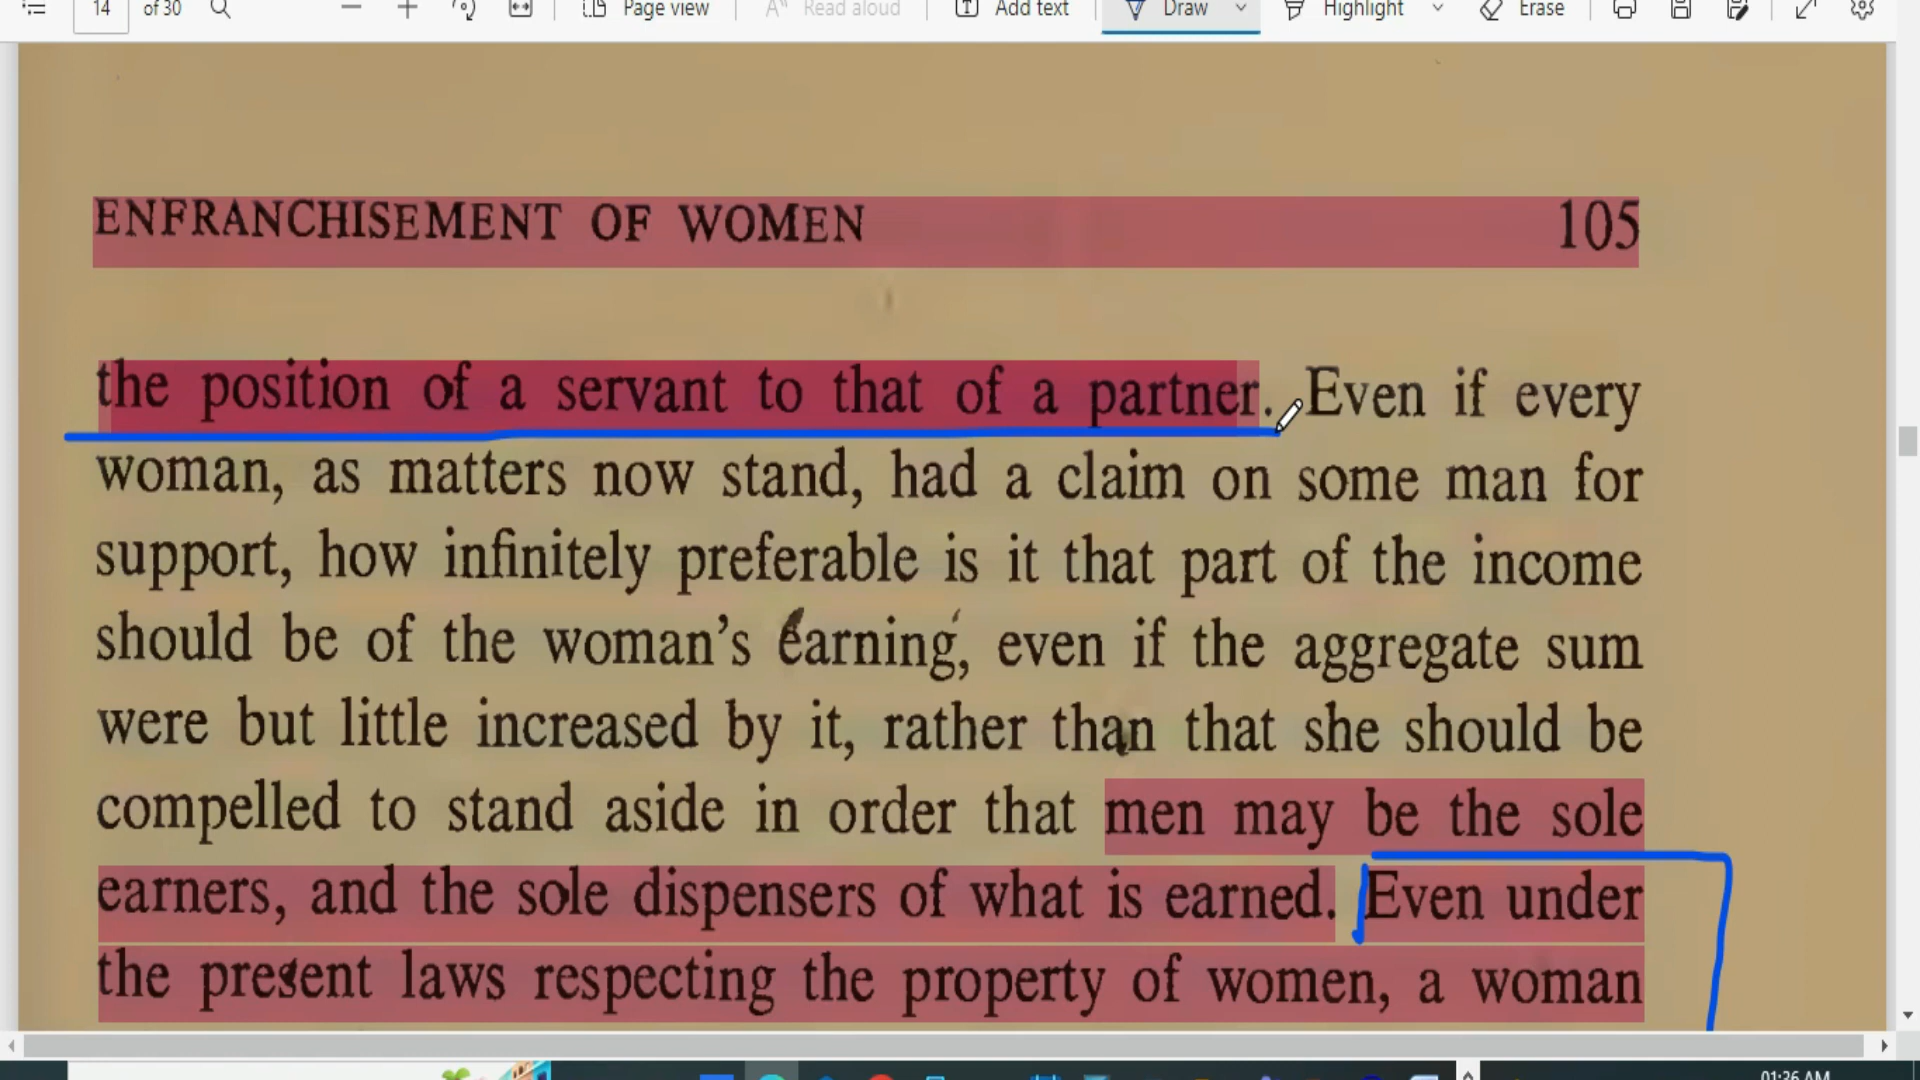 14 of 30 Page view Read aloud Add text Draw Highlight Erase
ENFRANCHISEMENT OF WOMEN 105
the position of a servant to that of a partner. Even if every
woman, as matters now stand, had a claim on some man for
support, how infinitely preferable is it that part of the income
should be of the woman's earning, even if the aggregate sum
were but little increased by it, rather than that she should be
compelled to stand aside in order that men may be the sole
earners, and the sole dispensers of what is earned. Even under
the present laws respecting the property of women, a woman
01:36 AM